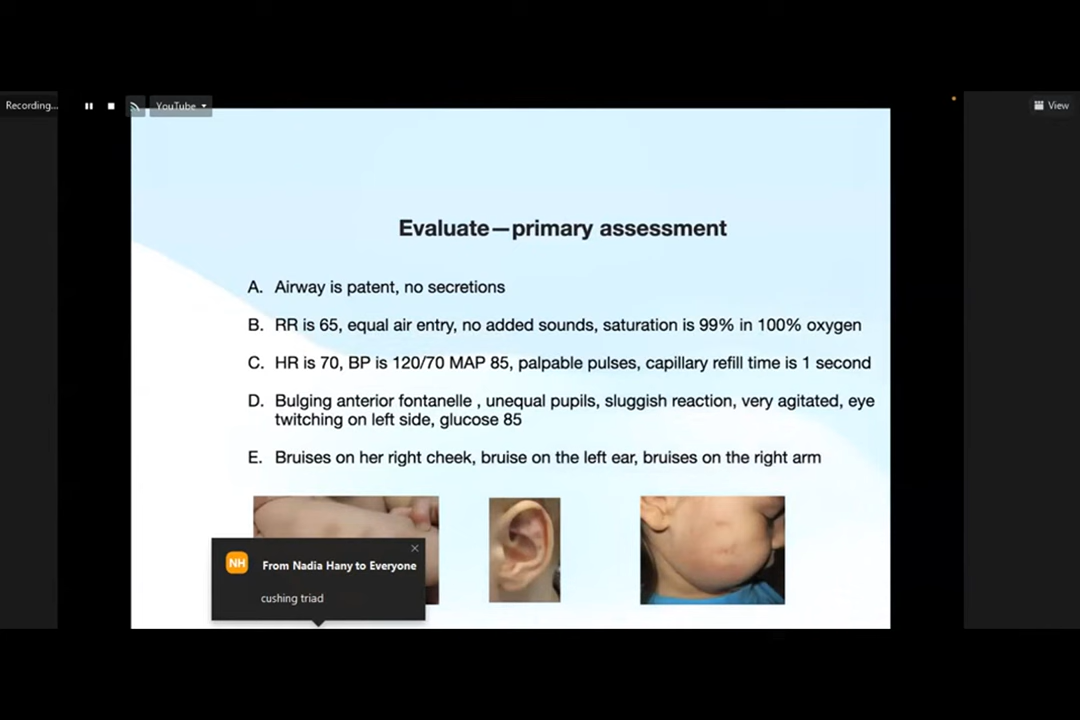 Recording...
YouTube
View
Evaluate—primary assessment
A. Airway is patent, no secretions
B. RR is 65, equal air entry, no added sounds, saturation is 99% in 100% oxygen
C. HR is 70, BP is 120/70 MAP 85, palpable pulses, capillary refill time is 1 second
D. Bulging anterior fontanelle , unequal pupils, sluggish reaction, very agitated, eye
twitching on left side, glucose 85
E. Bruises on her right cheek, bruise on the left ear, bruises on the right arm
NH
From Nadia Hany to Everyone
cushing triad